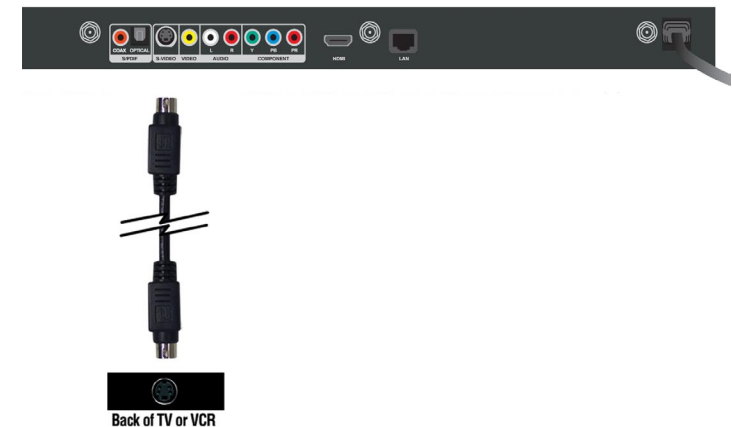 COAX OPTICAL L R Y PB PR
S/PDIF S-VIDEO VIDEO AUDIO COMPONENT HDMI LAN
Back of TV or VCR